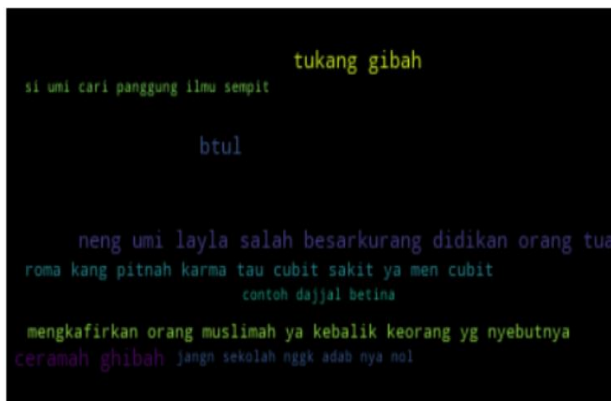 tukang gibah
si umi cari panggung ilmu sempit
btul
neng umi layla salah besarkurang didikan orang tua
roma kang pitnah karma tau cubit sakit ya men cubit
contoh dajjal betina
mengkafirkan orang muslimah ya kebalik keorang yg nyebutnya
ceramah ghibah
jangn sekolah nggk adab nya nol